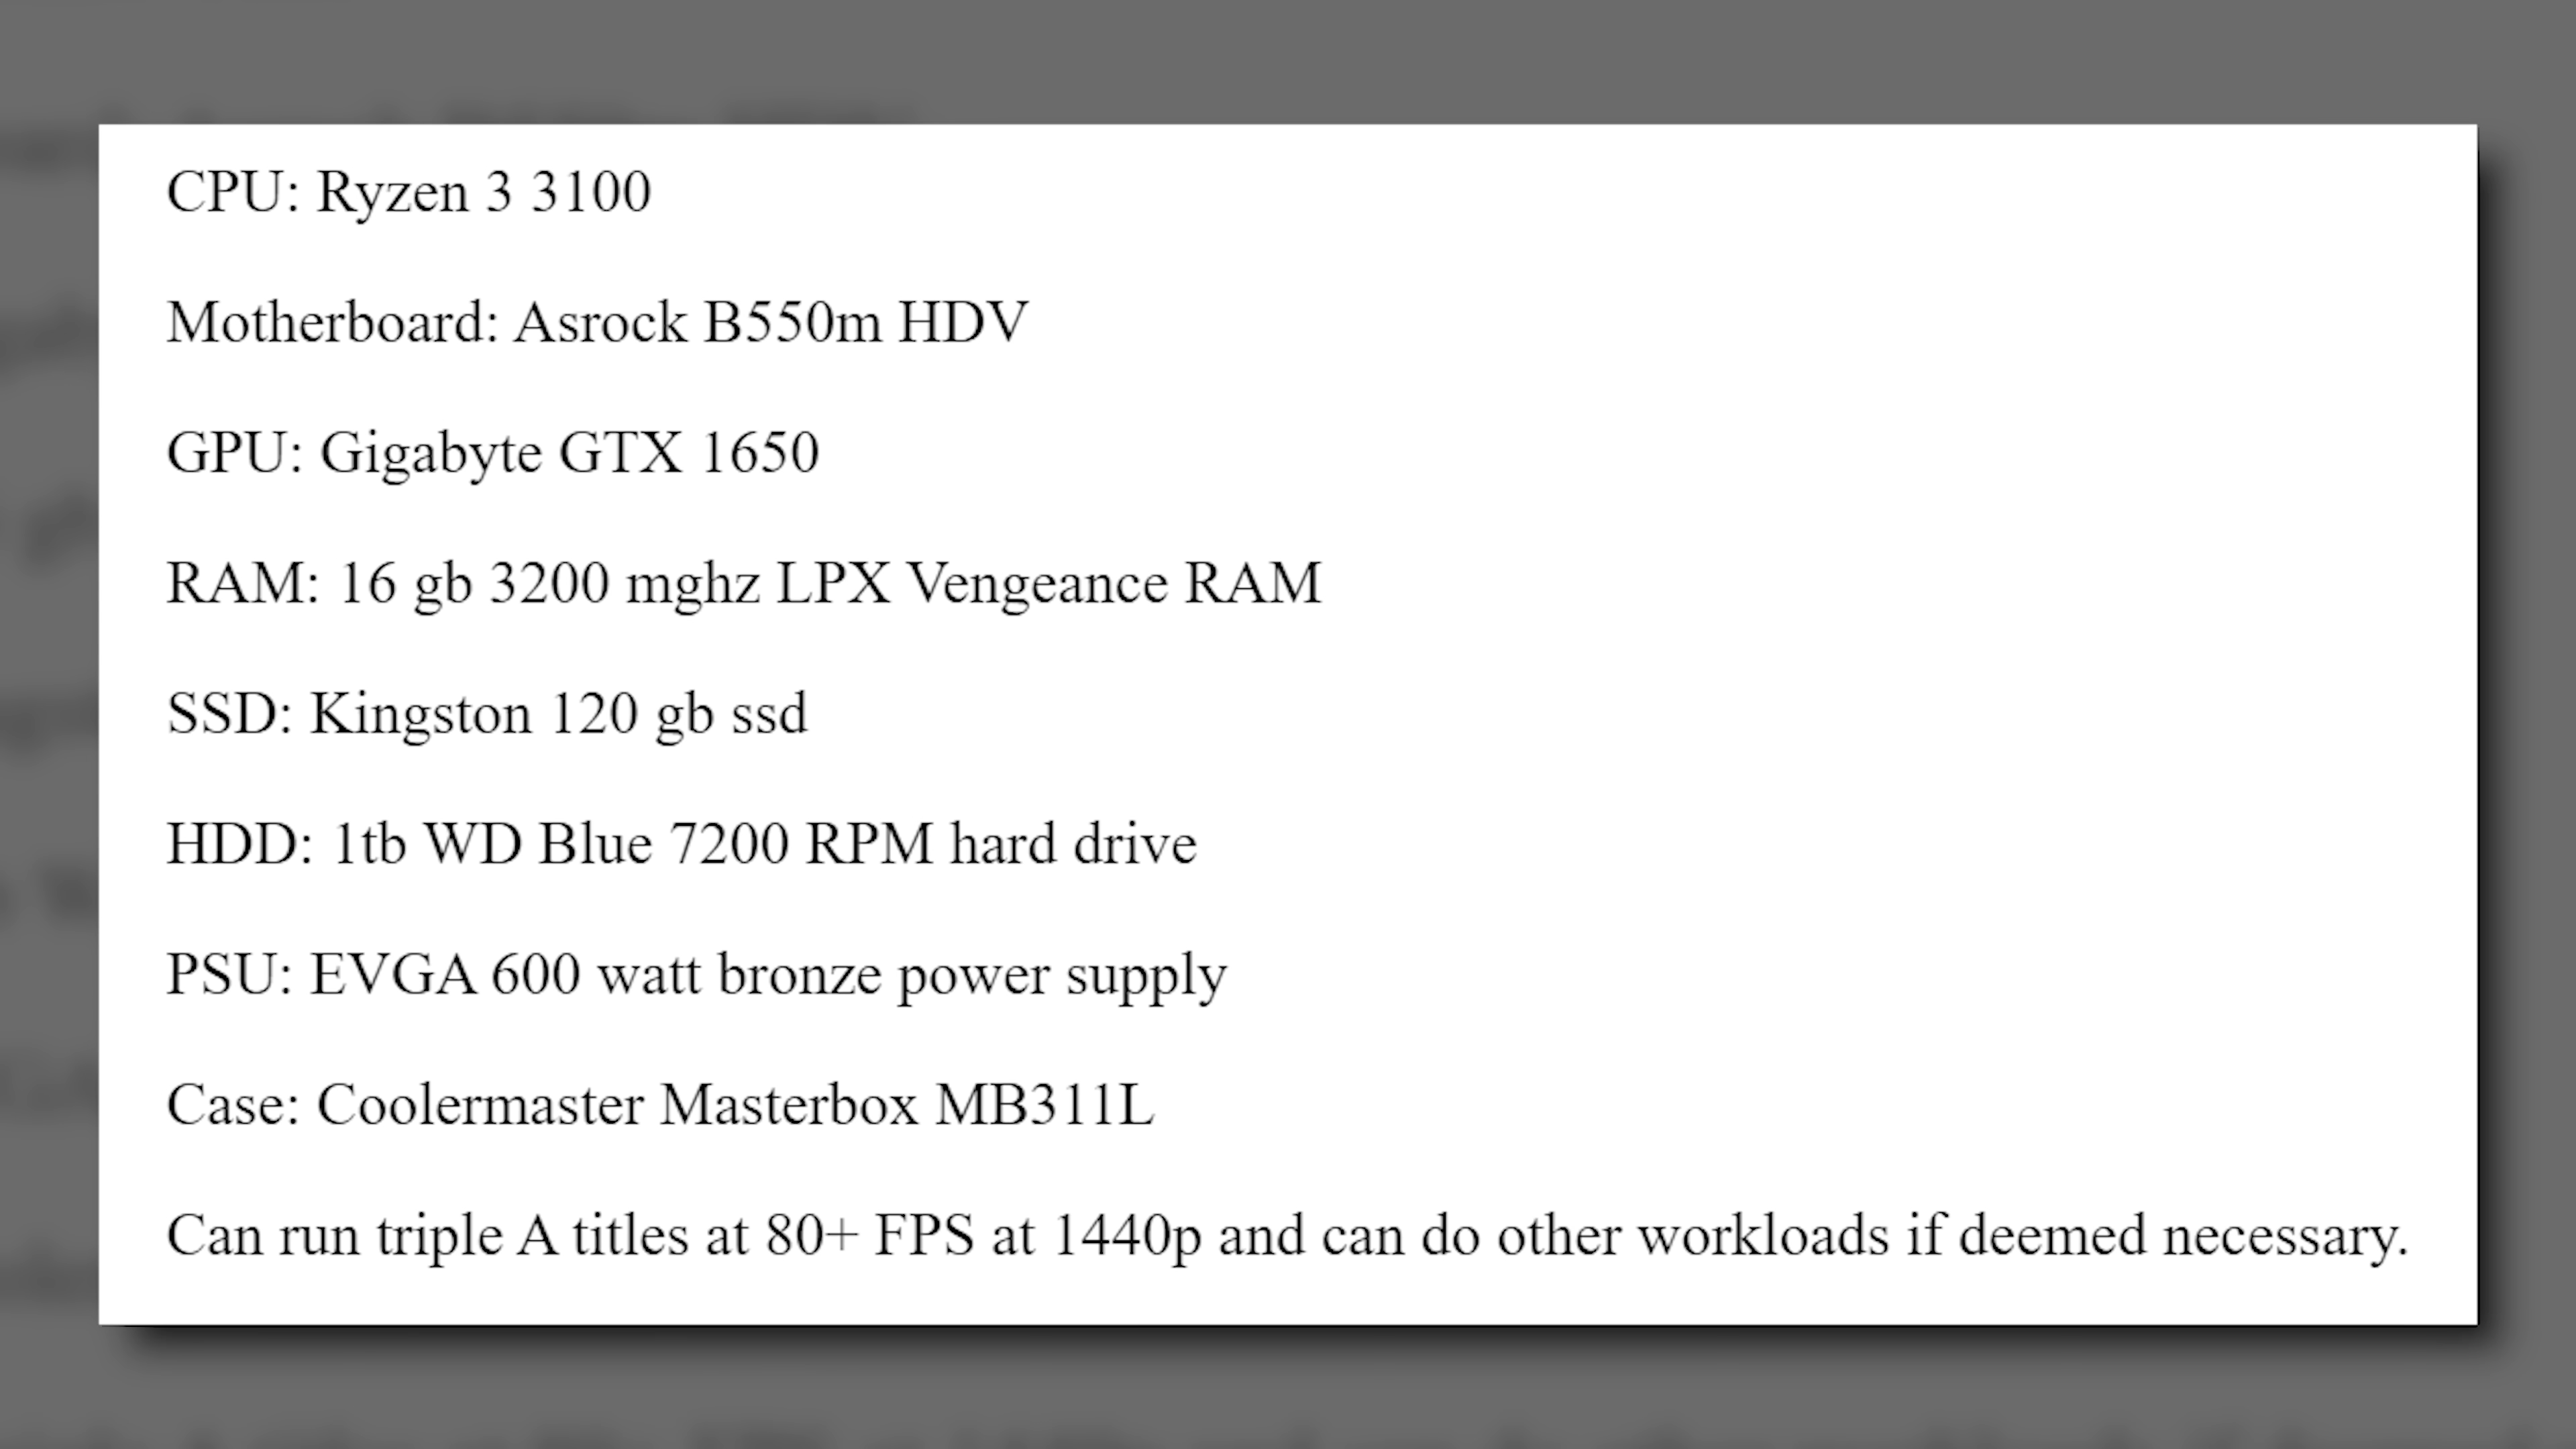 CPU: Ryzen 3 3100
Motherboard: Asrock B550m HDV
GPU: Gigabyte GTX 1650
RAM: 16 gb 3200 mghz LPX Vengeance RAM
SSD: Kingston 120 gb ssd
HDD: 1tb WD Blue 7200 RPM hard drive
PSU: EVGA 600 watt bronze power supply
Case: Coolermaster Masterbox MB311L
Can run triple A titles at 80+ FPS at 1440p and can do other workloads if deemed necessary.